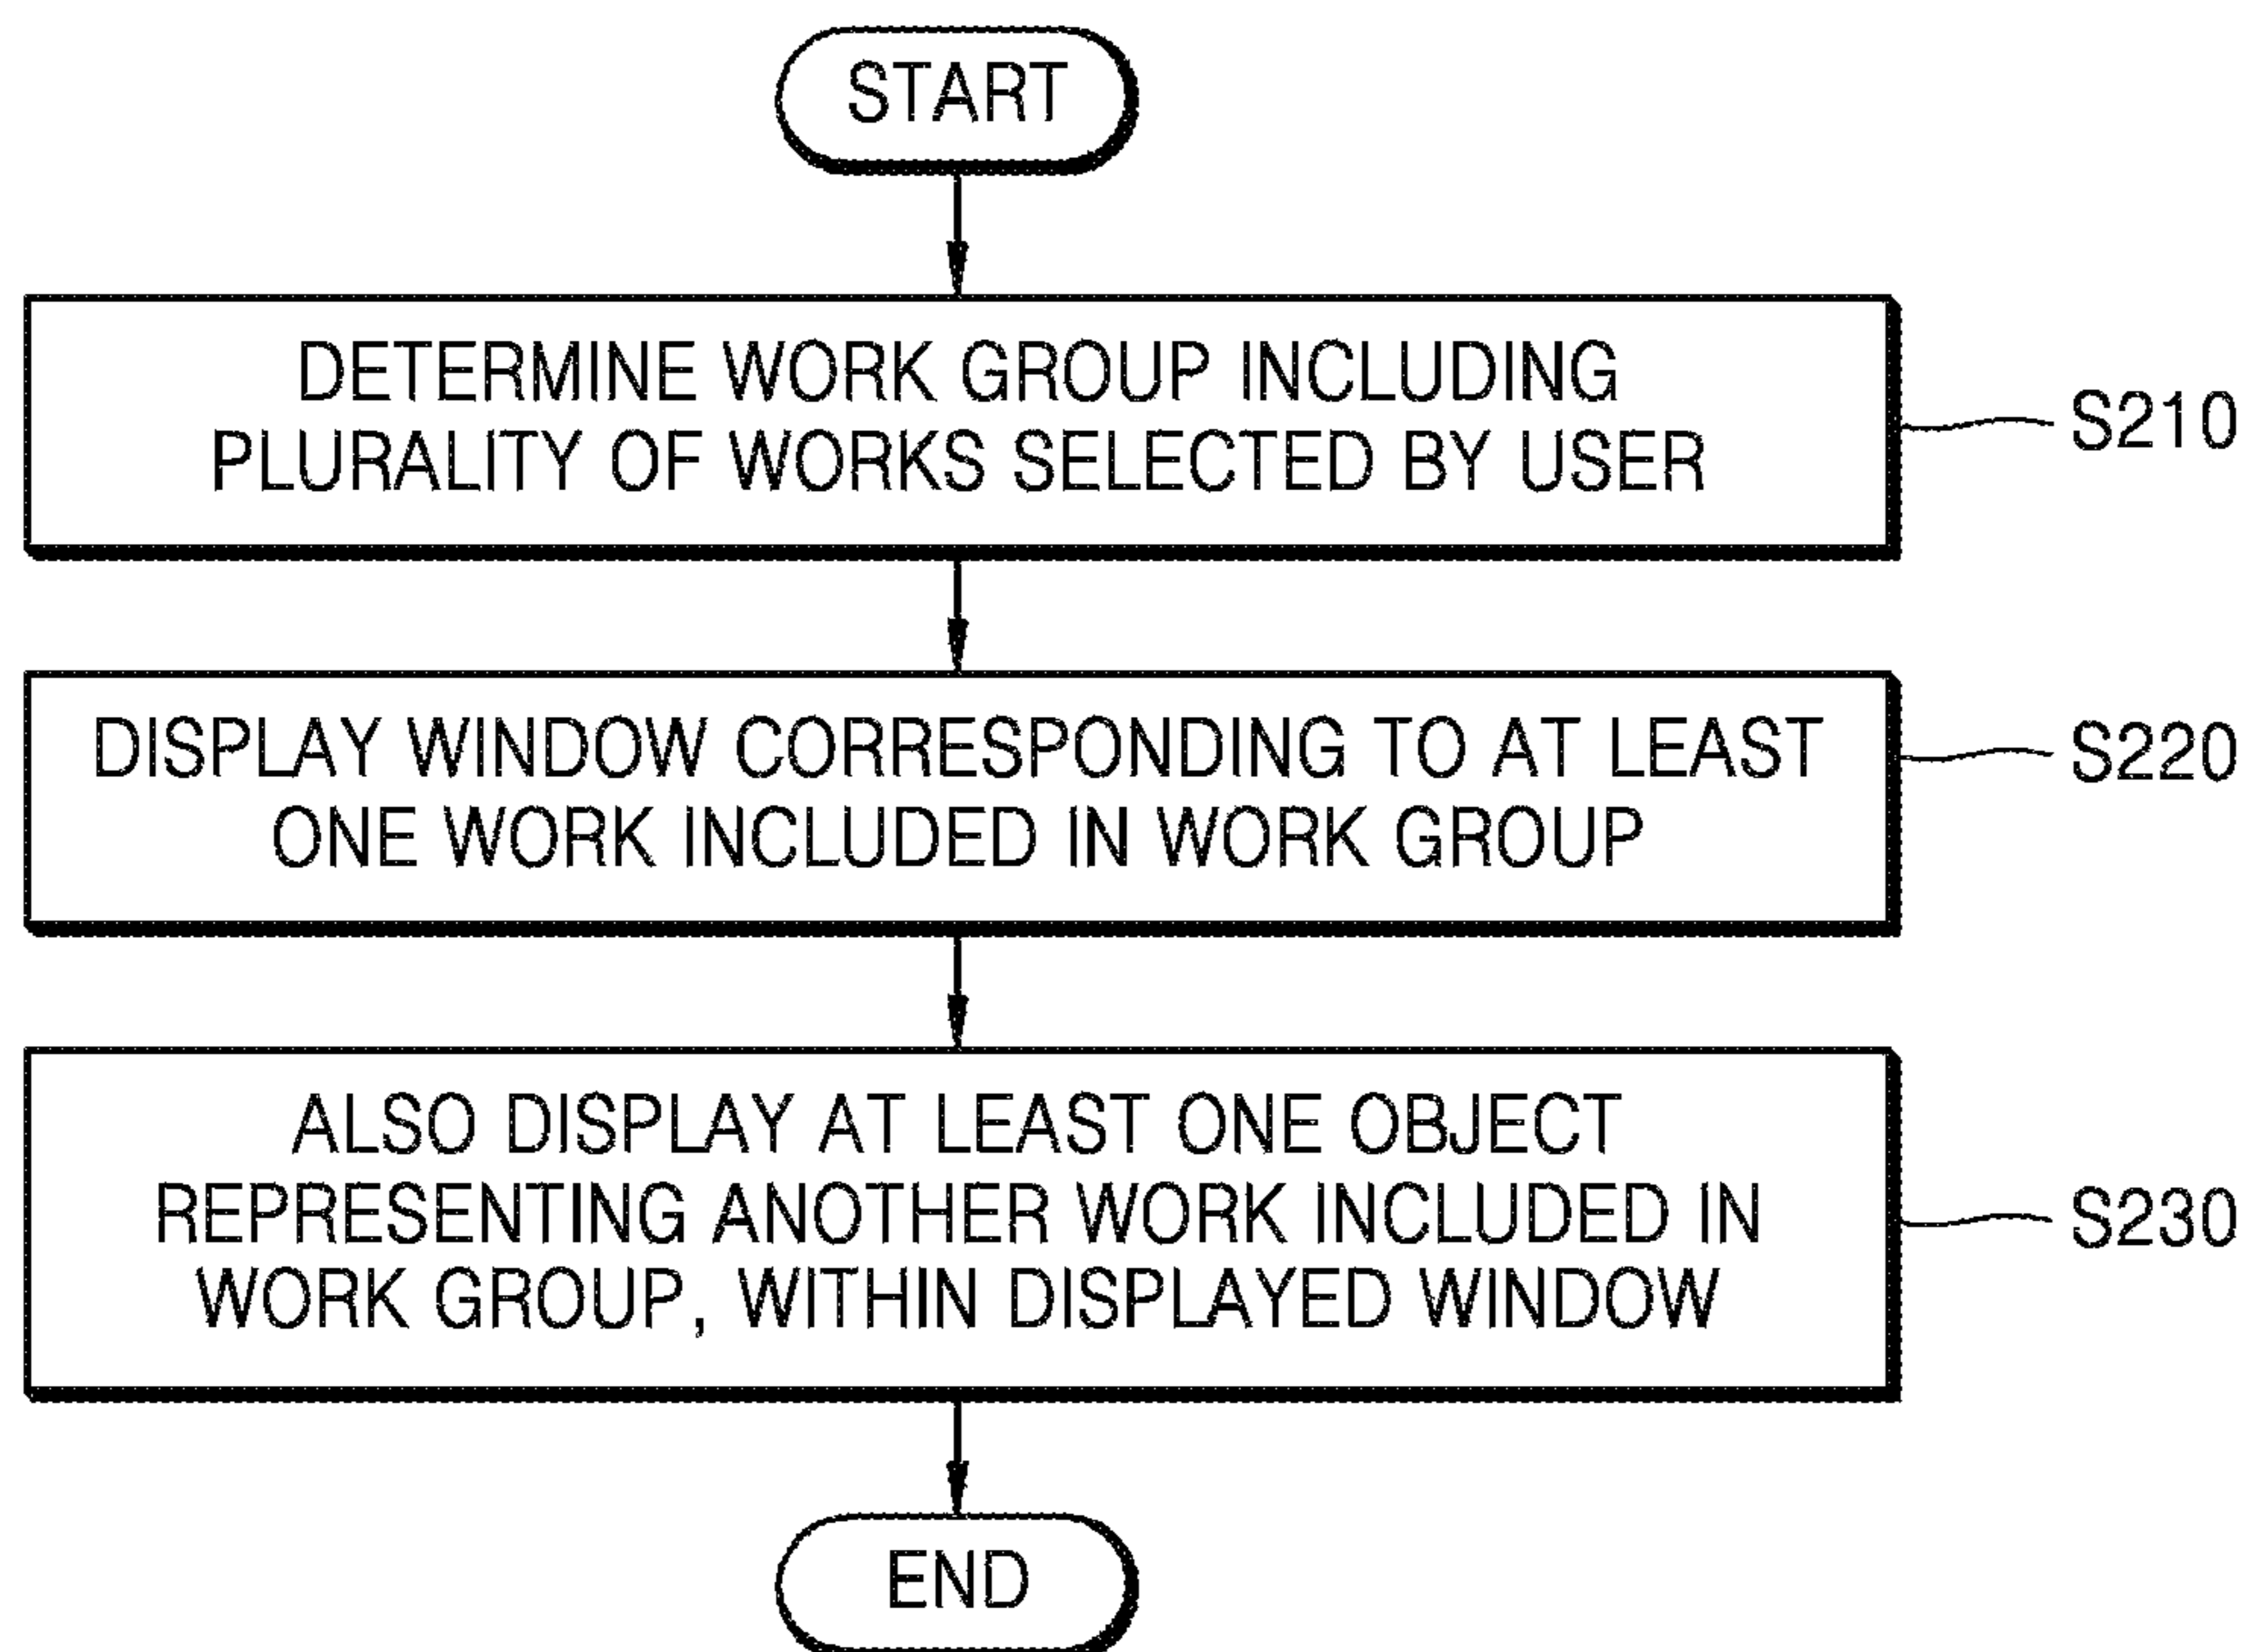 START
DETERMINE WORK GROUP INCLUDING
PLURALITY OF WORKS SELECTED BY USER
S210
DISPLAY WINDOW CORRESPONDING TO AT LEAST
ONE WORK INCLUDED IN WORK GROUP
S220
ALSO DISPLAY AT LEAST ONE OBJECT
REPRESENTING ANOTHER WORK INCLUDED IN
WORK GROUP, WITHIN DISPLAYED WINDOW
S230
END